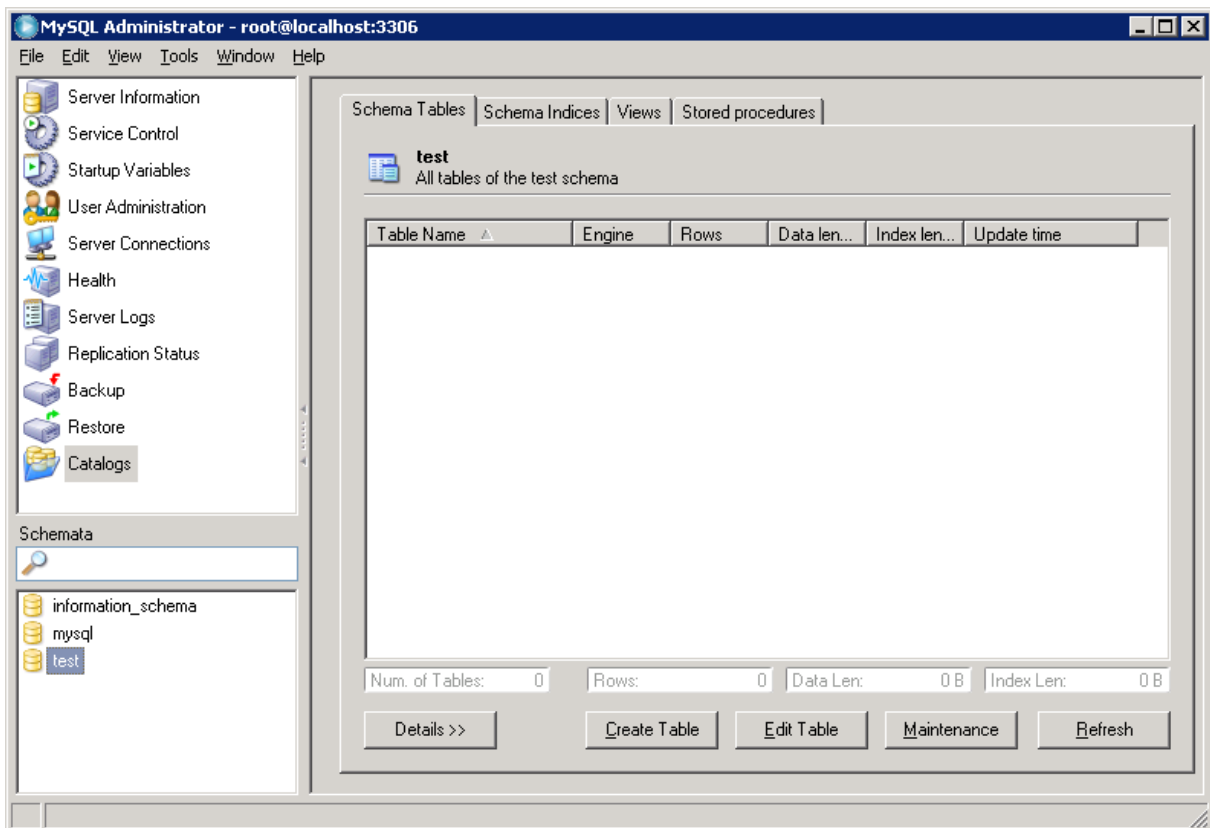 MySQL Administrator - root@localhost:3306
File Edit View Tools Window Help
Server Information
Service Control
Startup Variables
User Administration
Server Connections
Health
Server Logs
Replication Status
Backup
Restore
Catalogs
Schemata
information_schema
mysql
test
Schema Tables Schema Indices Views Stored procedures
test
All tables of the test schema
Table Name Engine Rows Data len... Index len... Update time
Num. of Tables: 0 Rows: 0 Data Len: 0 B Index Len: 0 B
Details >> Create Table Edit Table Maintenance Refresh